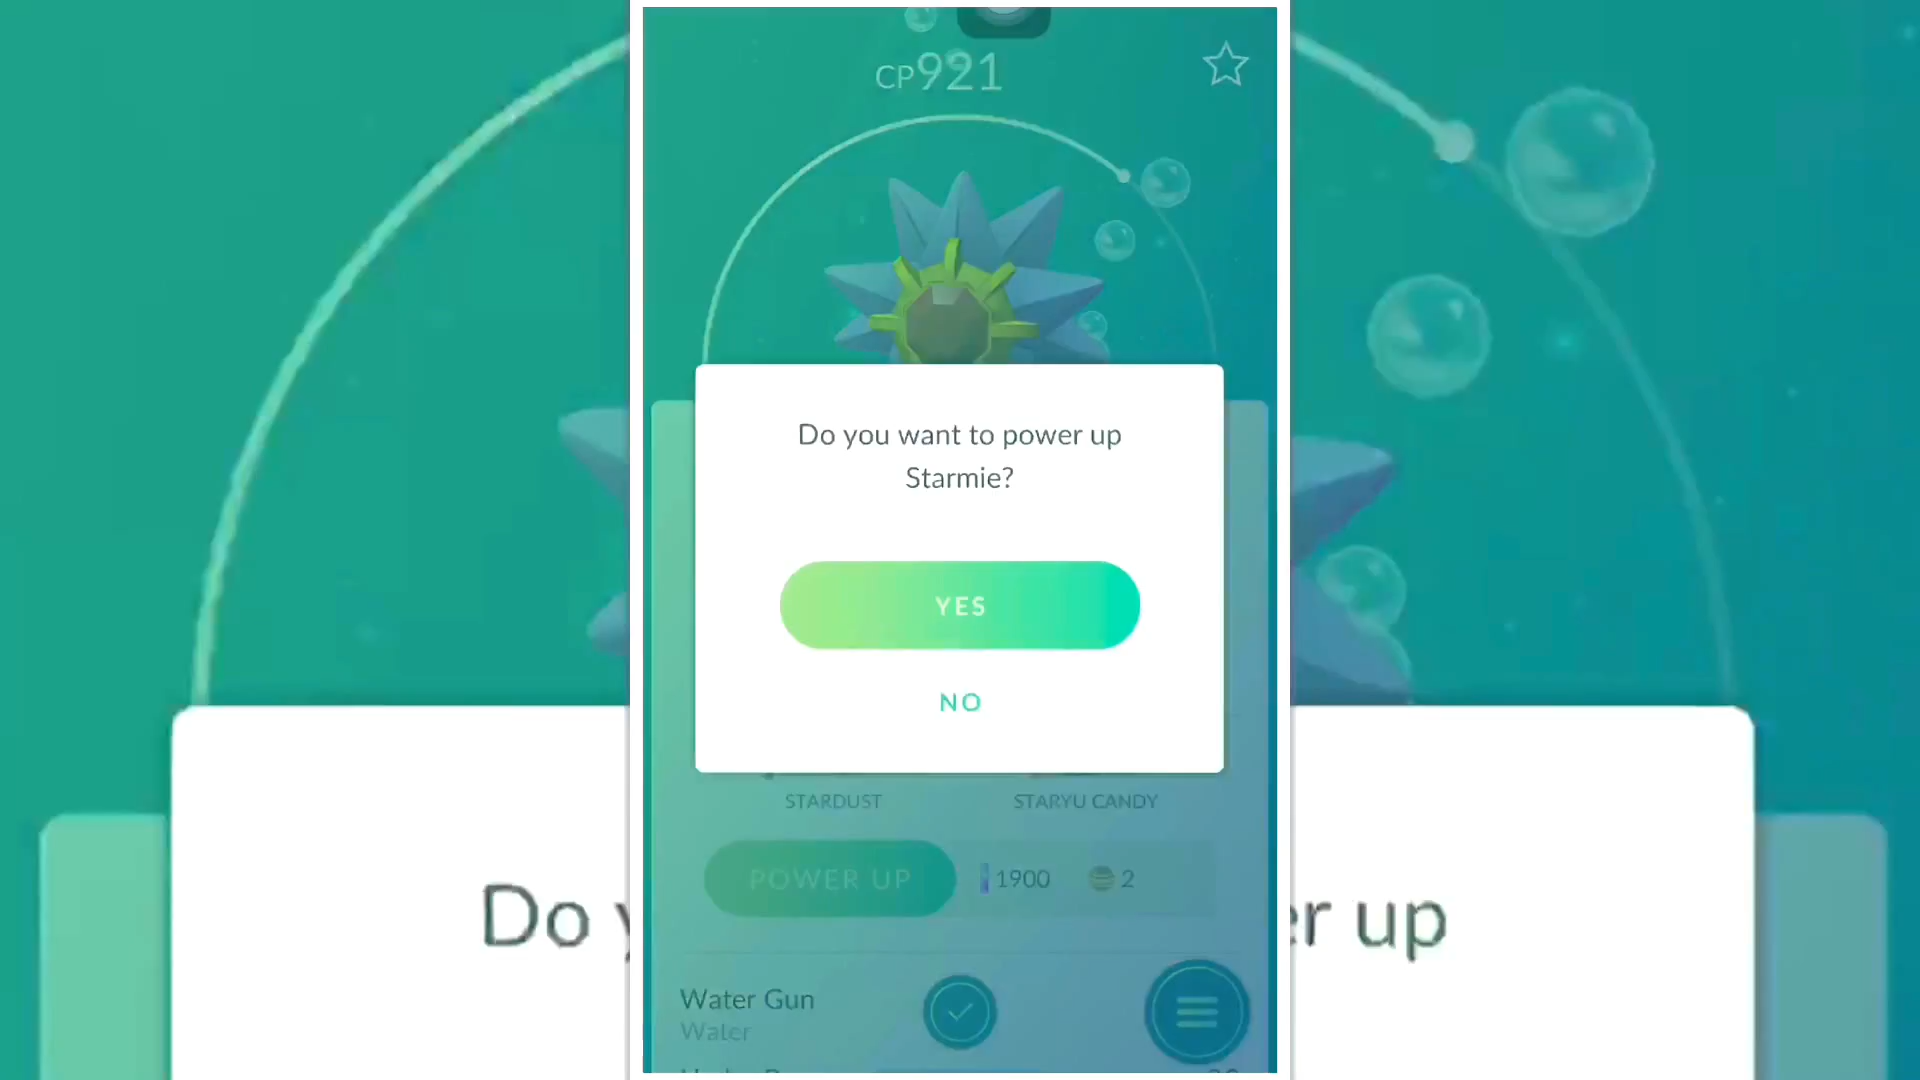 CP921
Do you want to power up
Starmie?
YES
NO
STARDUST
STARYU CANDY
POWER UP
1900
2
Water Gun
Water
Do
er up